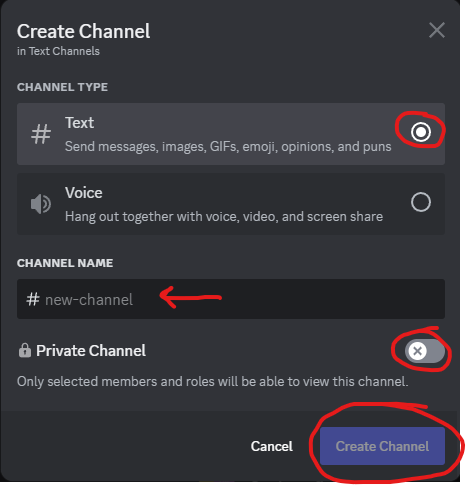 Create Channel
in Text Channels
CHANNEL TYPE
# Text
Send messages, images, GIFs, emoji, opinions, and puns
Voice
Hang out together with voice, video, and screen share
CHANNEL NAME
# new-channel
Private Channel
Only selected members and roles will be able to view this channel.
Cancel Create Channel